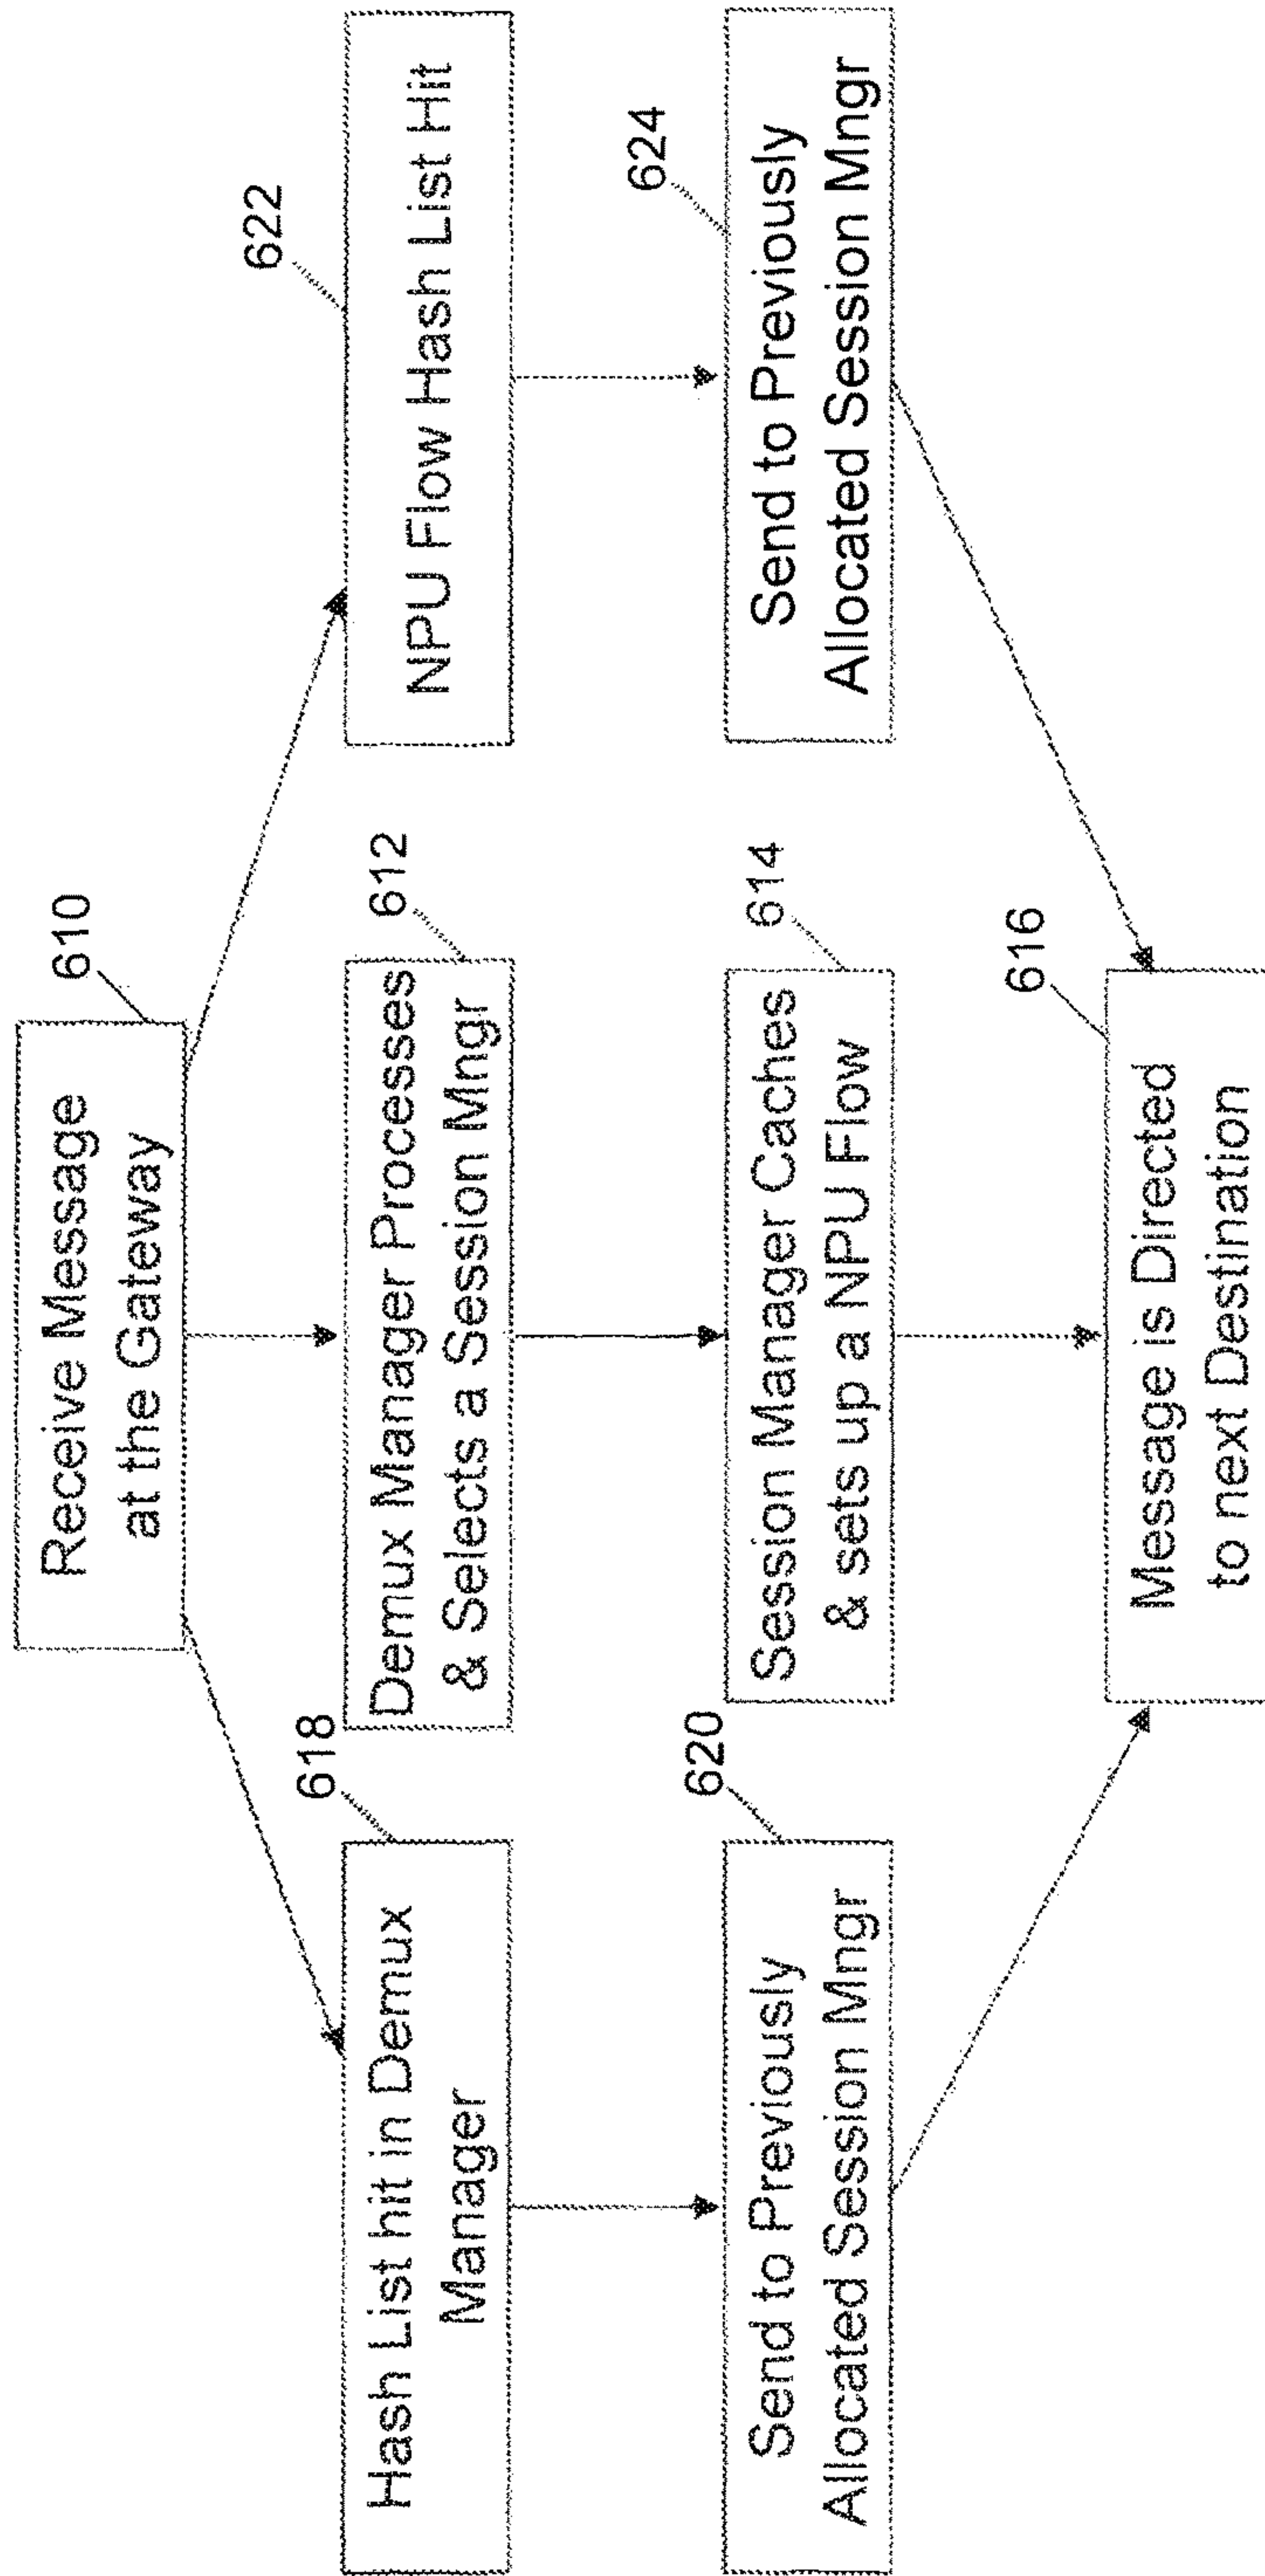 Receive Message
at the Gateway
610
Hash List hit in Demux
Manager
618
Demux Manager Processes
& Selects a Session Mngr
612
NPU Flow Hash List Hit
622
Send to Previously
Allocated Session Mngr
620
Session Manager Caches
& sets up a NPU Flow
614
Send to Previously
Allocated Session Mngr
624
Message is Directed
to next Destination
616